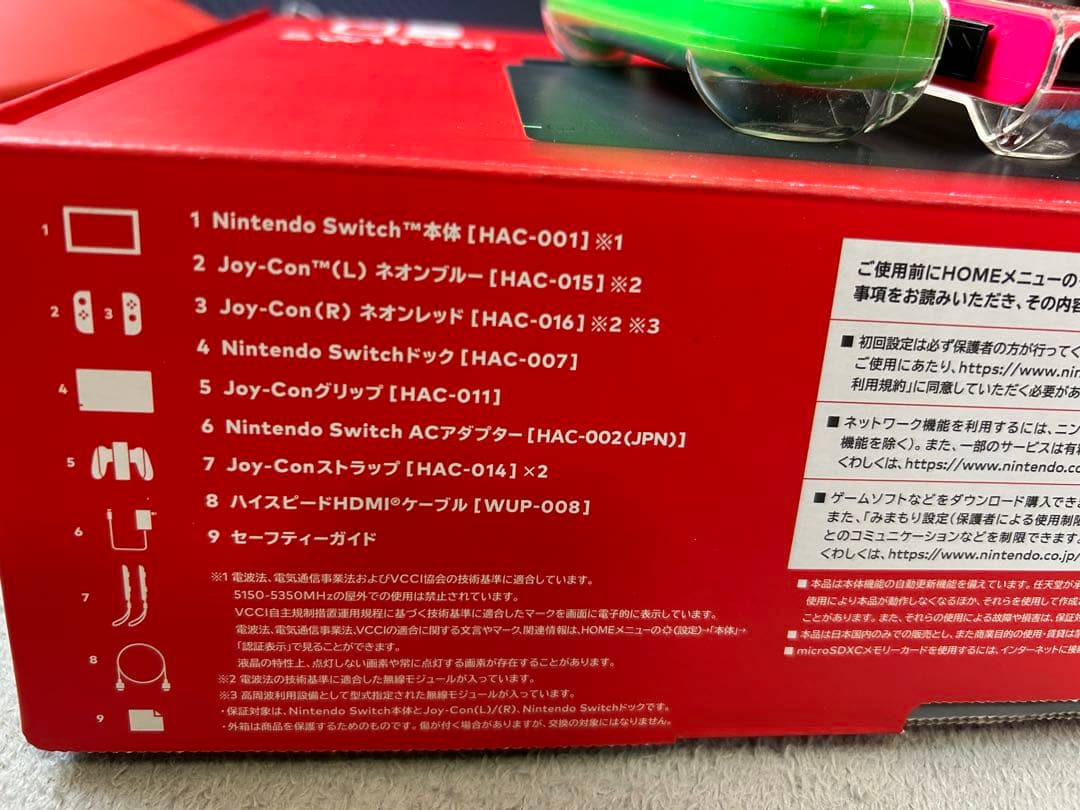 SWITCH
1 Nintendo Switch™本体[HAC-001]※1
2 Joy-Con™(L) ネオンブルー[HAC-015]※2
3 Joy-Con(R) ネオンレッド[HAC-016]※2 ※3
4 Nintendo Switchドック[HAC-007]
5 Joy-Conグリップ[HAC-011]
6 Nintendo Switch ACアダプター[HAC-002(JPN)]
7 Joy-Conストラップ[HAC-014]×2
8 ハイスピードHDMI®ケーブル[WUP-008]
9 セーフティーガイド
1
2 3
4
5
6
7
8
9
※1 電波法、電気通信事業法およびVCCI協会の技術基準に適合しています。
5150-5350MHzの屋外での使用は禁止されています。
VCCI自主規制措置運用規程に基づく技術基準に適合したマークを画面に電子的に表示しています。
電波法、電気通信事業法、VCCIの適合に関する文言やマーク、関連情報は、HOMEメニューの(設定)→「本体」→
「認証表示」で見ることができます。
液晶の特性上、点灯しない画素や常に点灯する画素が存在することがあります。
※2 電波法の技術基準に適合した無線モジュールが入っています。
※3 高周波利用設備として型式指定された無線モジュールが入っています。
・保証対象は、Nintendo Switch本体とJoy-Con(L)/(R)、Nintendo Switchドックです。
・外箱は商品を保護するためのものです。傷が付く場合がありますが、交換の対象にはなりません。
ご使用前にHOMEメニューの
事項をお読みいただき、その内容
■ 初回設定は必ず保護者の方が行ってく
ご使用にあたり、https://www.nin
利用規約」に同意していただく必要があ
■ ネットワーク機能を利用するには、ニン
機能を除く)。また、一部のサービスは有料
くわしくは、https://www.nintendo.co
■ ゲームソフトなどをダウンロード購入でき
また、「みまもり設定(保護者による使用制限
とのコミュニケーションなどを制限できます。
くわしくは、https://www.nintendo.co.jp/
■ 本品は本体機能の自動更新機能を備えています。任天堂が承
使用により本品が動作しなくなるほか、それらを使用して作成
ことがあります。また、それらの使用による故障や損害は、保証対
■ 本品は日本国内のみでの販売とし、また商業目的の使用・賃貸は禁
■ microSDXCメモリーカードを使用するには、インターネットに接続